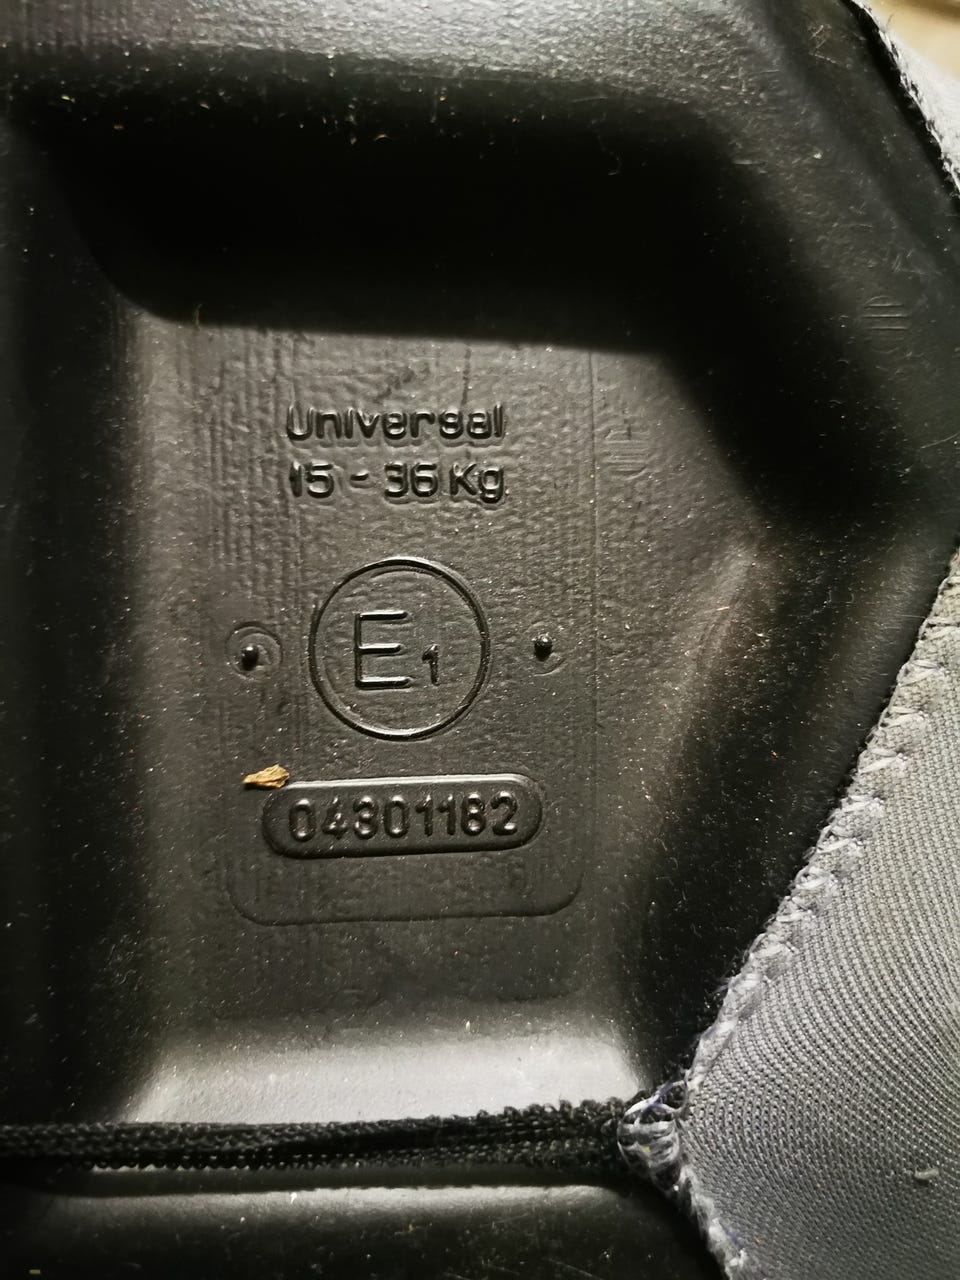 Universal
15 - 36 Kg
E1
04301182